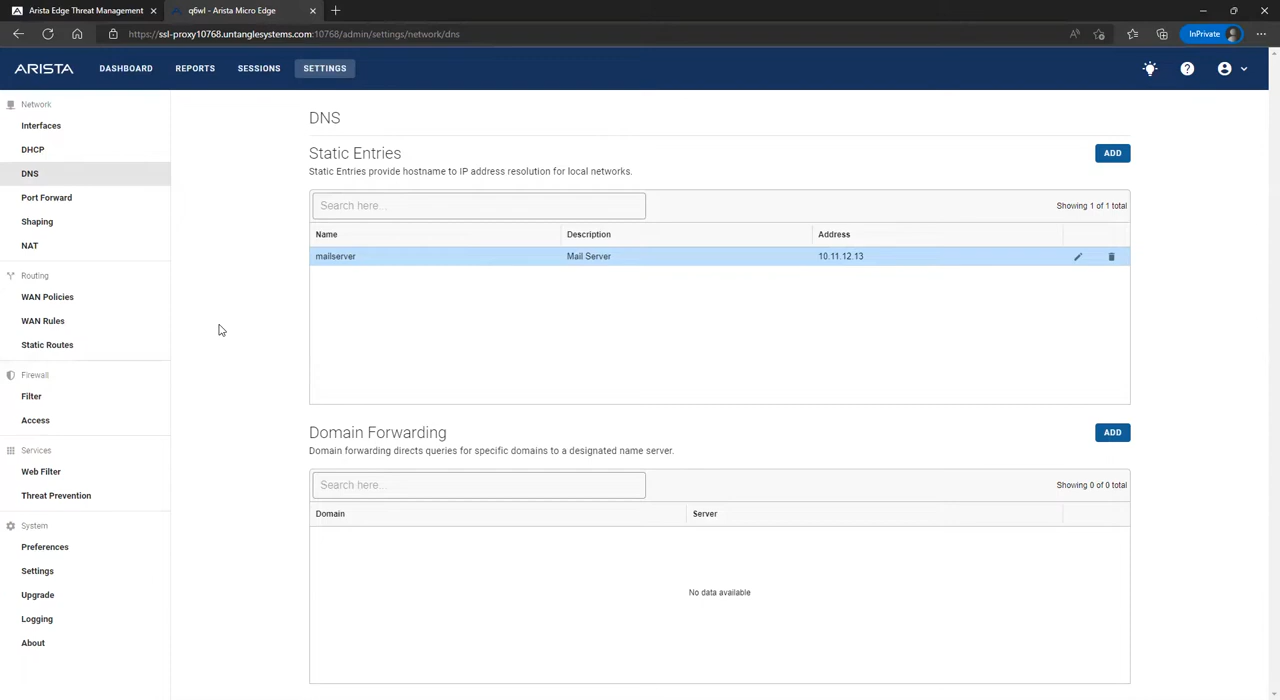 Arista Edge Threat Management
q6wl - Arista Micro Edge
https://ssl-proxy10768.untanglesystems.com:10768/admin/settings/network/dns
InPrivate
ARISTA
DASHBOARD
REPORTS
SESSIONS
SETTINGS
Network
Interfaces
DHCP
DNS
Port Forward
Shaping
NAT
Routing
WAN Policies
WAN Rules
Static Routes
Firewall
Filter
Access
Services
Web Filter
Threat Prevention
System
Preferences
Settings
Upgrade
Logging
About
DNS
Static Entries
ADD
Static Entries provide hostname to IP address resolution for local networks.
Search here...
Showing 1 of 1 total
Name Description Address
mailserver Mail Server 10.11.12.13
Domain Forwarding
ADD
Domain forwarding directs queries for specific domains to a designated name server.
Search here...
Showing 0 of 0 total
Domain Server
No data available